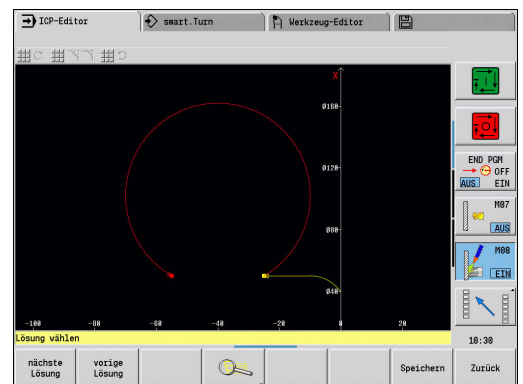 ICP-Editor
smart.Turn
Werkzeug-Editor
X
Ø160
Ø120
Ø80
Ø40
-100 -80 -60 -40 -20 0 20
Lösung wählen
END PGM
OFF
AUS EIN
M07
AUS
M08
EIN
10:30
nächste Lösung
vorige Lösung
Speichern
Zurück